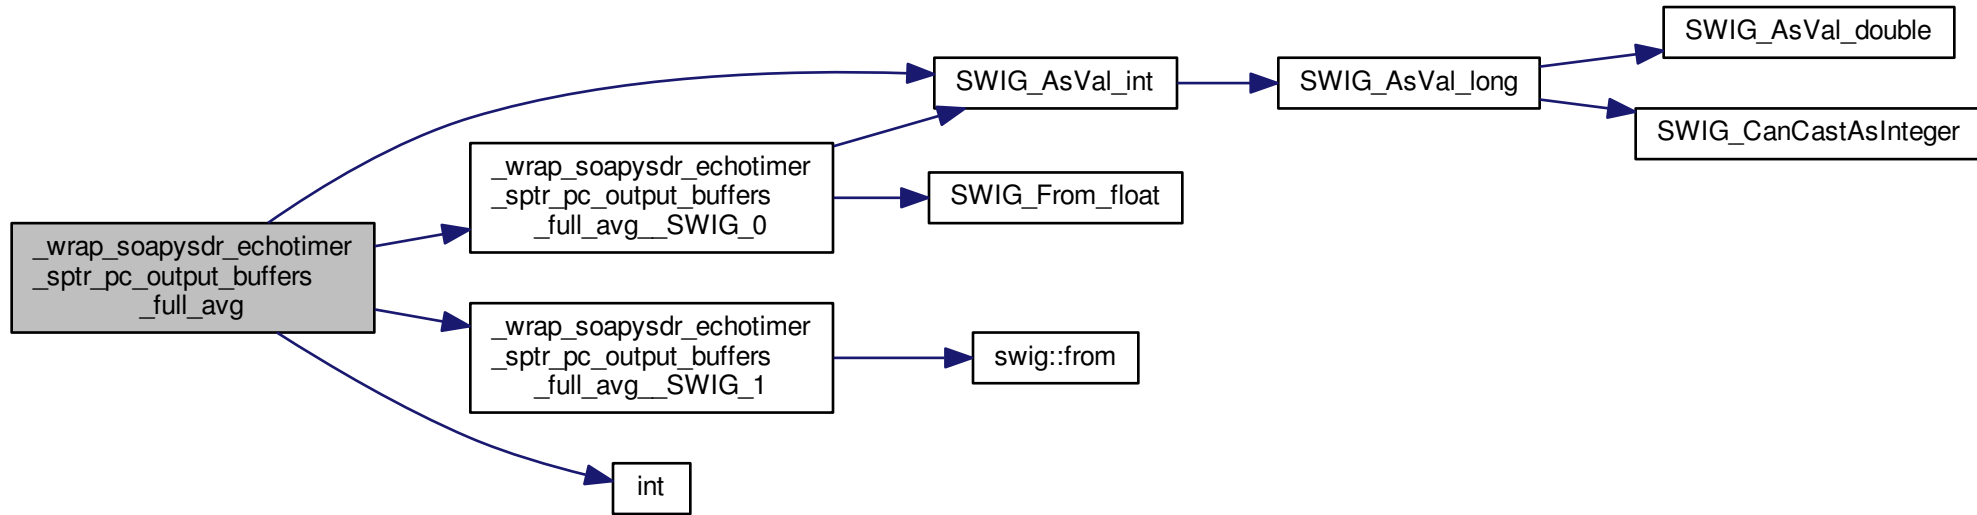 _wrap_soapysdr_echotimer
_sptr_pc_output_buffers
_full_avg
_wrap_soapysdr_echotimer
_sptr_pc_output_buffers
_full_avg__SWIG_0
_wrap_soapysdr_echotimer
_sptr_pc_output_buffers
_full_avg__SWIG_1
int
SWIG_AsVal_int
SWIG_From_float
swig::from
SWIG_AsVal_long
SWIG_AsVal_double
SWIG_CanCastAsInteger